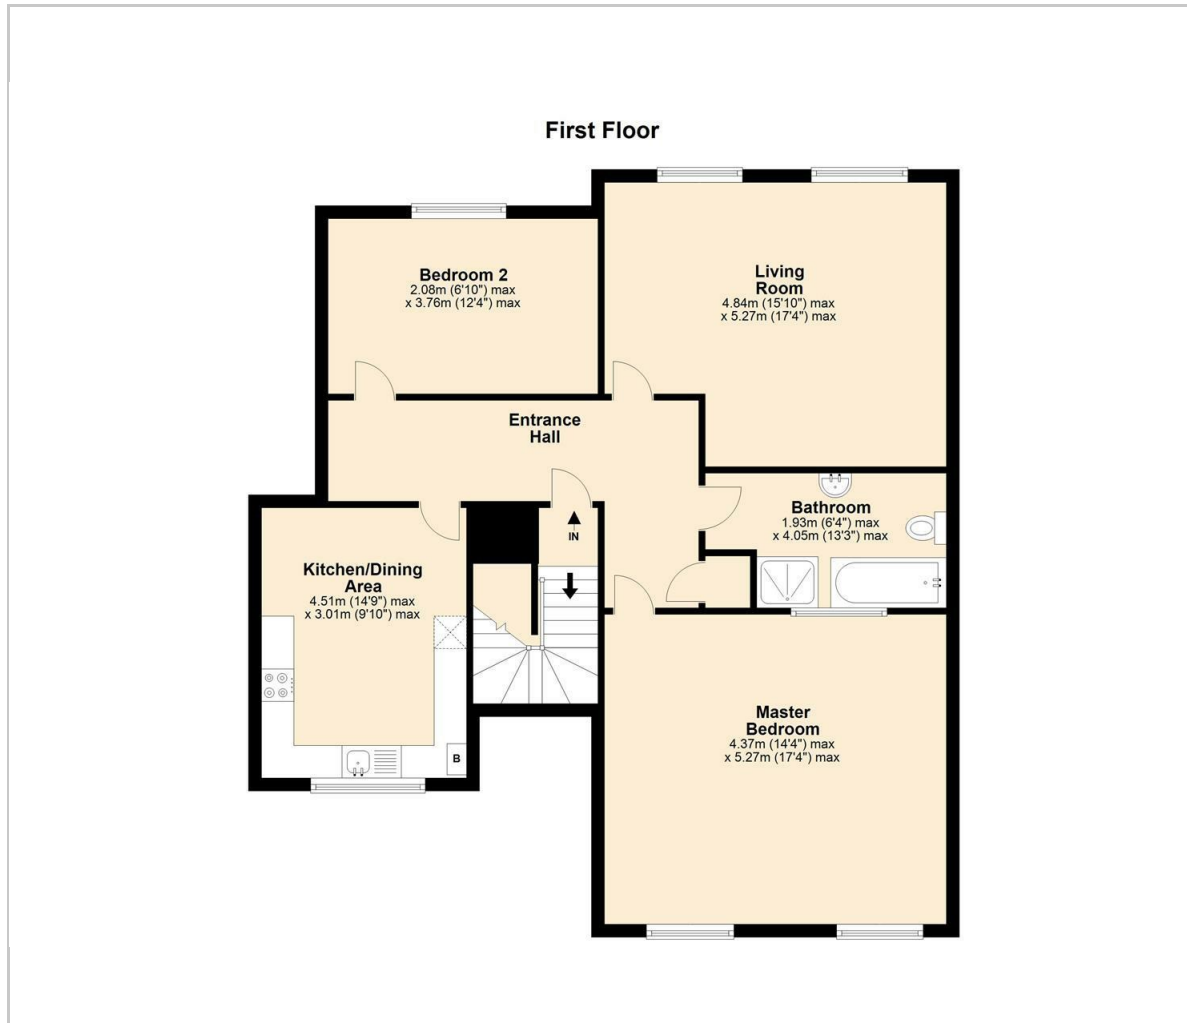 First Floor
Bedroom 2
2.08m (6'10") max
x 3.76m (12'4") max
Living
Room
4.84m (15'10") max
x 5.27m (17'4") max
Entrance
Hall
Bathroom
1.93m (6'4") max
x 4.05m (13'3") max
IN
Kitchen/Dining
Area
4.51m (14'9") max
x 3.01m (9'10") max
Master
Bedroom
4.37m (14'4") max
x 5.27m (17'4") max
B